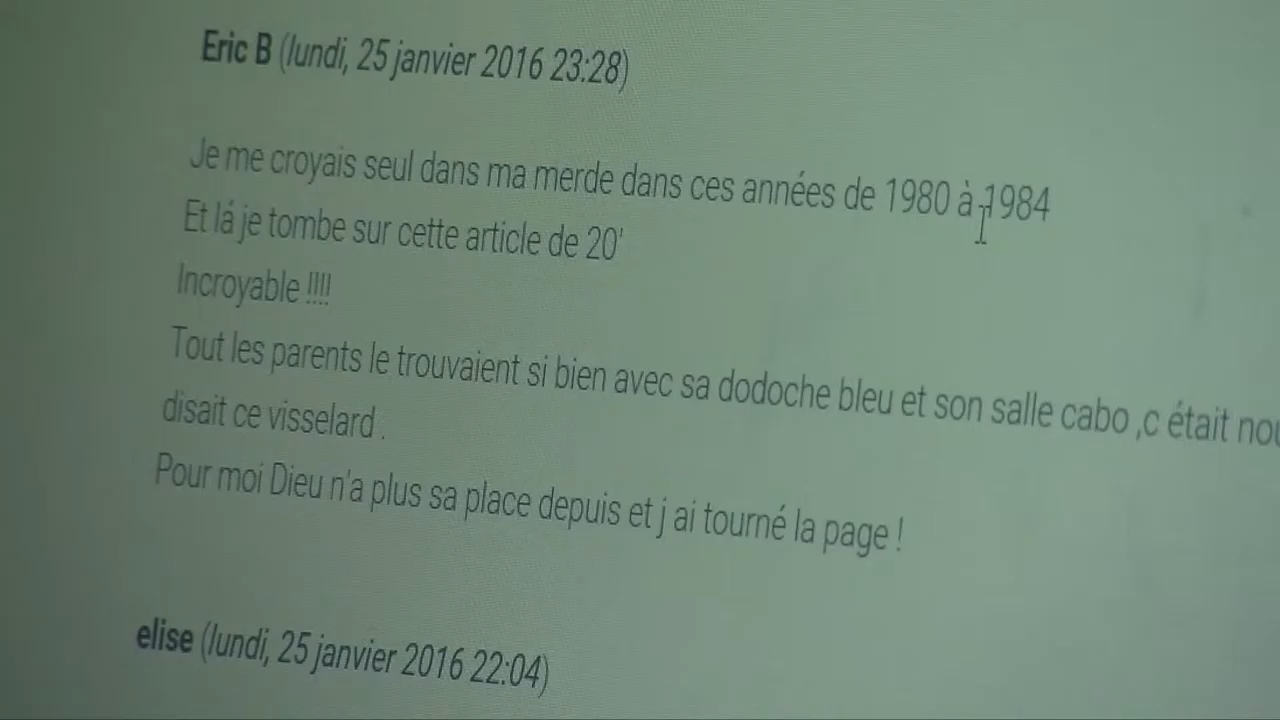 Eric B (lundi, 25 janvier 2016 23:28)
Je me croyais seul dans ma merde dans ces années de 1980 à 1984
Et lá je tombe sur cette article de 20'
Incroyable !!!!
Tout les parents le trouvaient si bien avec sa dodoche bleu et son salle cabo ,c était
disait ce visselard .
Pour moi Dieu n'a plus sa place depuis et j ai tourné la page !
elise (lundi, 25 janvier 2016 22:04)